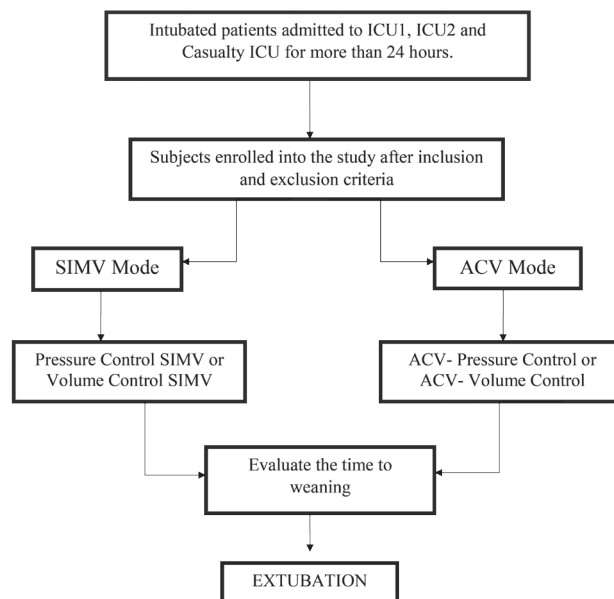 Intubated patients admitted to ICU1, ICU2 and
Casualty ICU for more than 24 hours.
Subjects enrolled into the study after inclusion
and exclusion criteria
SIMV Mode
ACV Mode
Pressure Control SIMV or
Volume Control SIMV
ACV- Pressure Control or
ACV- Volume Control
Evaluate the time to
weaning
EXTUBATION